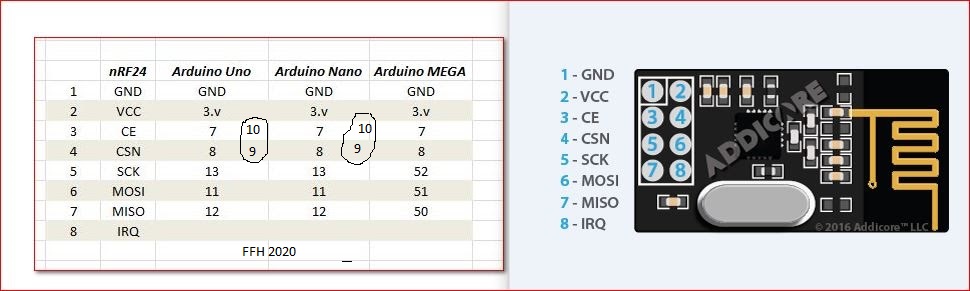 nRF24 Arduino Uno Arduino Nano Arduino MEGA
1 GND GND GND GND
2 VCC 3.v 3.v 3.v
3 CE 7 10 7 10 7
4 CSN 8 9 8 9 8
5 SCK 13 13 52
6 MOSI 11 11 51
7 MISO 12 12 50
8 IRQ
FFH 2020
1 - GND
2 - VCC
3 - CE
4 - CSN
5 - SCK
6 - MOSI
7 - MISO
8 - IRQ
1 2
3 4
5 6
7 8
ADDICORE
© 2016 Addicore™ LLC